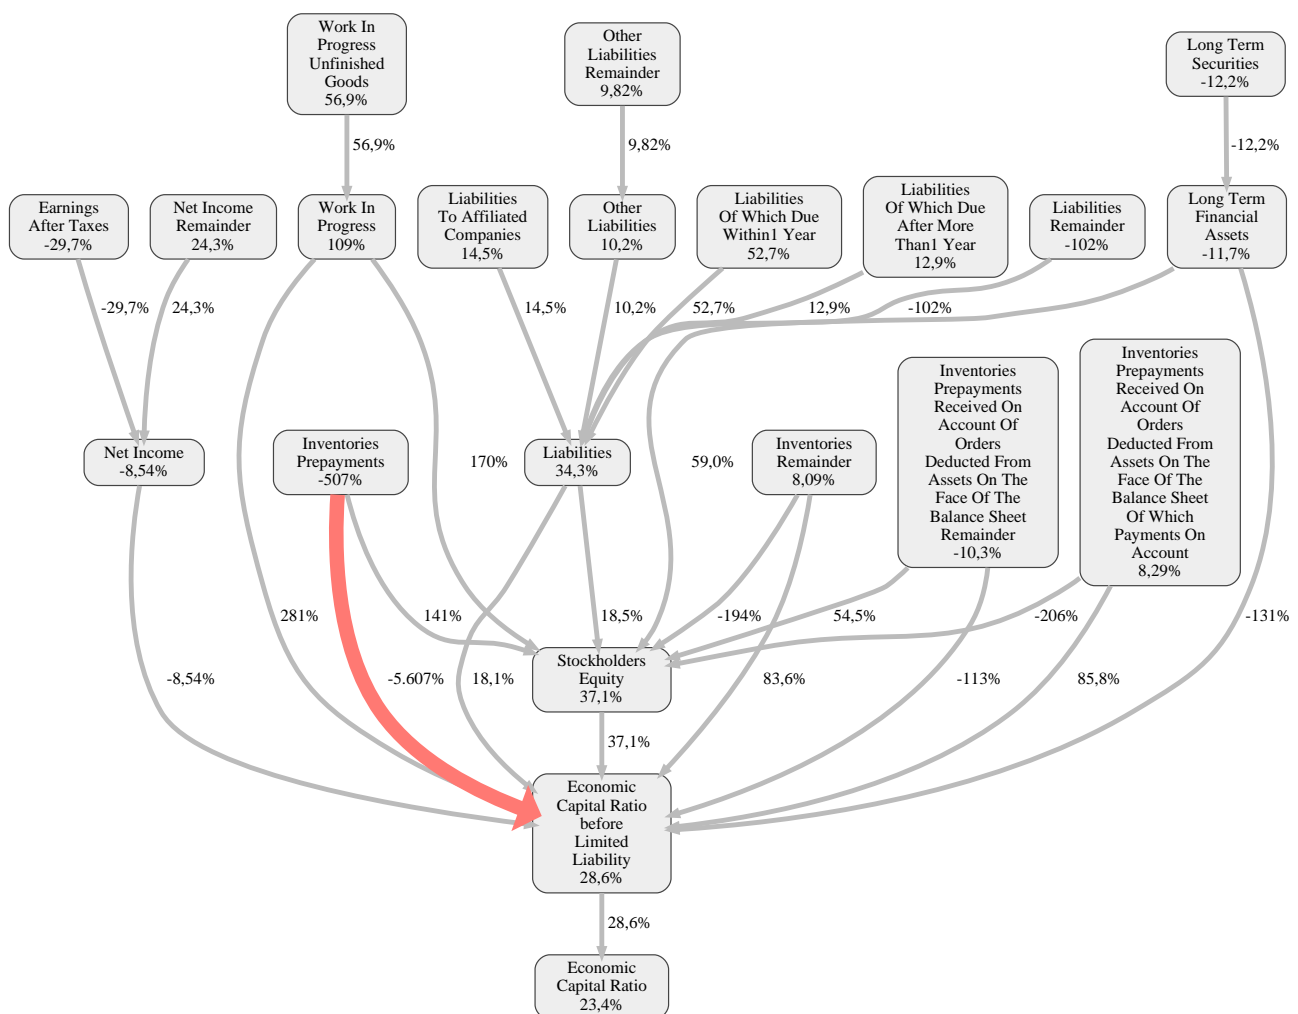 Work In
Progress
Unfinished
Goods
56,9%
Other
Liabilities
Remainder
9,82%
Long Term
Securities
-12,2%
56,9%
9,82%
-12,2%
Earnings
After Taxes
-29,7%
Net Income
Remainder
24,3%
Work In
Progress
109%
Liabilities
To Affiliated
Companies
14,5%
Other
Liabilities
10,2%
Liabilities
Of Which Due
Within1 Year
52,7%
Liabilities
Of Which Due
After More
Than1 Year
12,9%
Liabilities
Remainder
-102%
Long Term
Financial
Assets
-11,7%
-29,7%
24,3%
14,5%
10,2%
52,7%
12,9%
-102%
Net Income
-8,54%
Inventories
Prepayments
-507%
170%
Liabilities
34,3%
59,0%
Inventories
Remainder
8,09%
Inventories
Prepayments
Received On
Account Of
Orders
Deducted From
Assets On The
Face Of The
Balance Sheet
Remainder
-10,3%
Inventories
Prepayments
Received On
Account Of
Orders
Deducted From
Assets On The
Face Of The
Balance Sheet
Of Which
Payments On
Account
8,29%
281%
141%
18,5%
-194%
54,5%
-206%
-131%
Stockholders
Equity
37,1%
-8,54%
-5.607%
18,1%
83,6%
-113%
85,8%
37,1%
Economic
Capital Ratio
before
Limited
Liability
28,6%
28,6%
Economic
Capital Ratio
23,4%